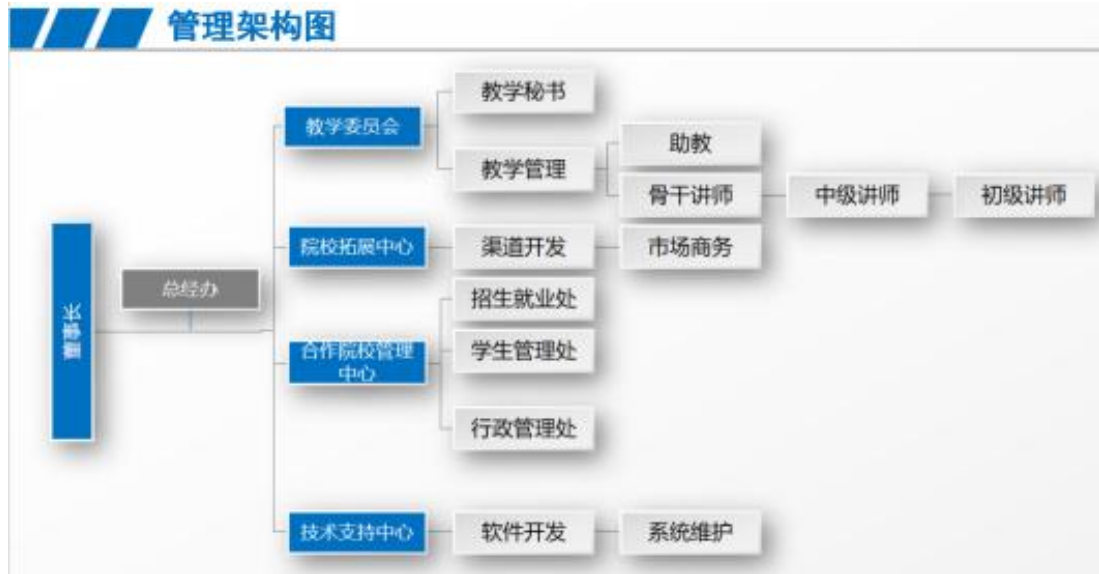 管理架构图
教学秘书
教学委员会
助教
教学管理
骨干讲师
中级讲师
初级讲师
院校拓展中心
渠道开发
市场商务
总经办
招生就业处
董事长
合作院校管理
中心
学生管理处
行政管理处
技术支持中心
软件开发
系统维护